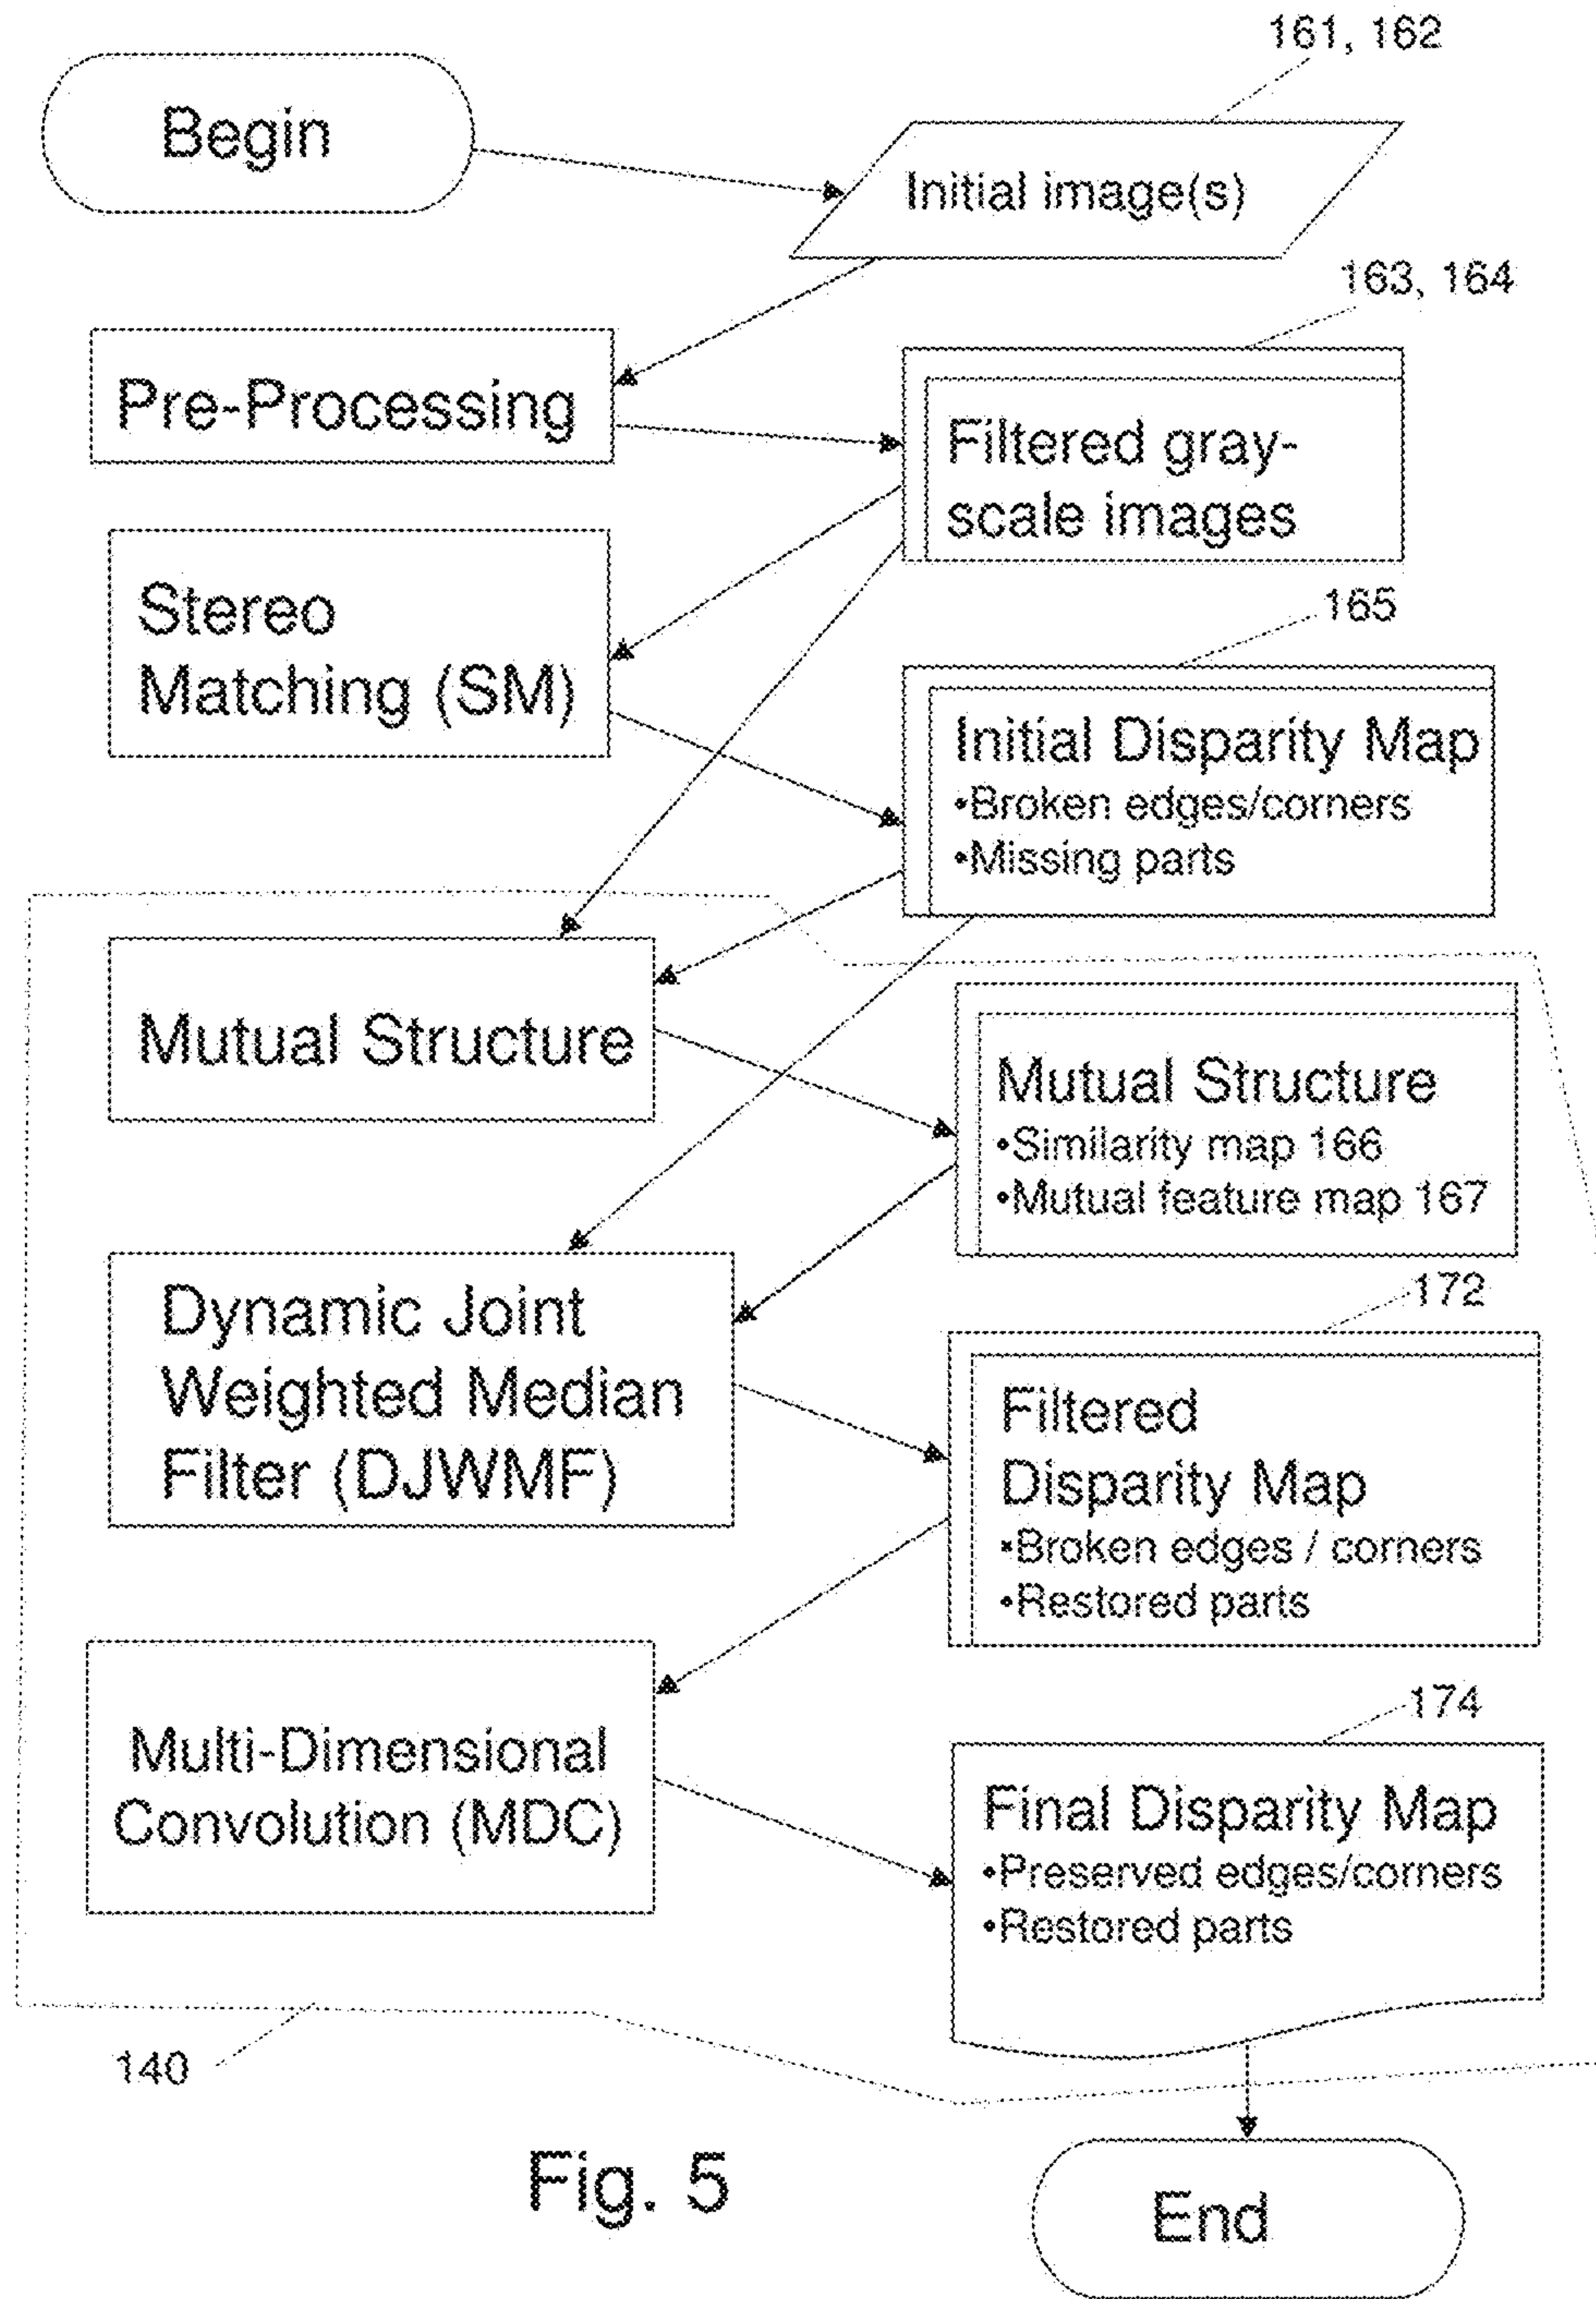 161, 162
Begin
Initial image(s)
163, 164
Pre-Processing
Filtered gray-
scale images
Stereo
Matching (SM)
165
Initial Disparity Map
•Broken edges/corners
•Missing parts
Mutual Structure
Mutual Structure
•Similarity map 166
•Mutual feature map 167
Dynamic Joint
Weighted Median
Filter (DJWMF)
172
Filtered
Disparity Map
•Broken edges / corners
•Restored parts
Multi-Dimensional
Convolution (MDC)
174
Final Disparity Map
•Preserved edges/corners
•Restored parts
140
Fig. 5
End